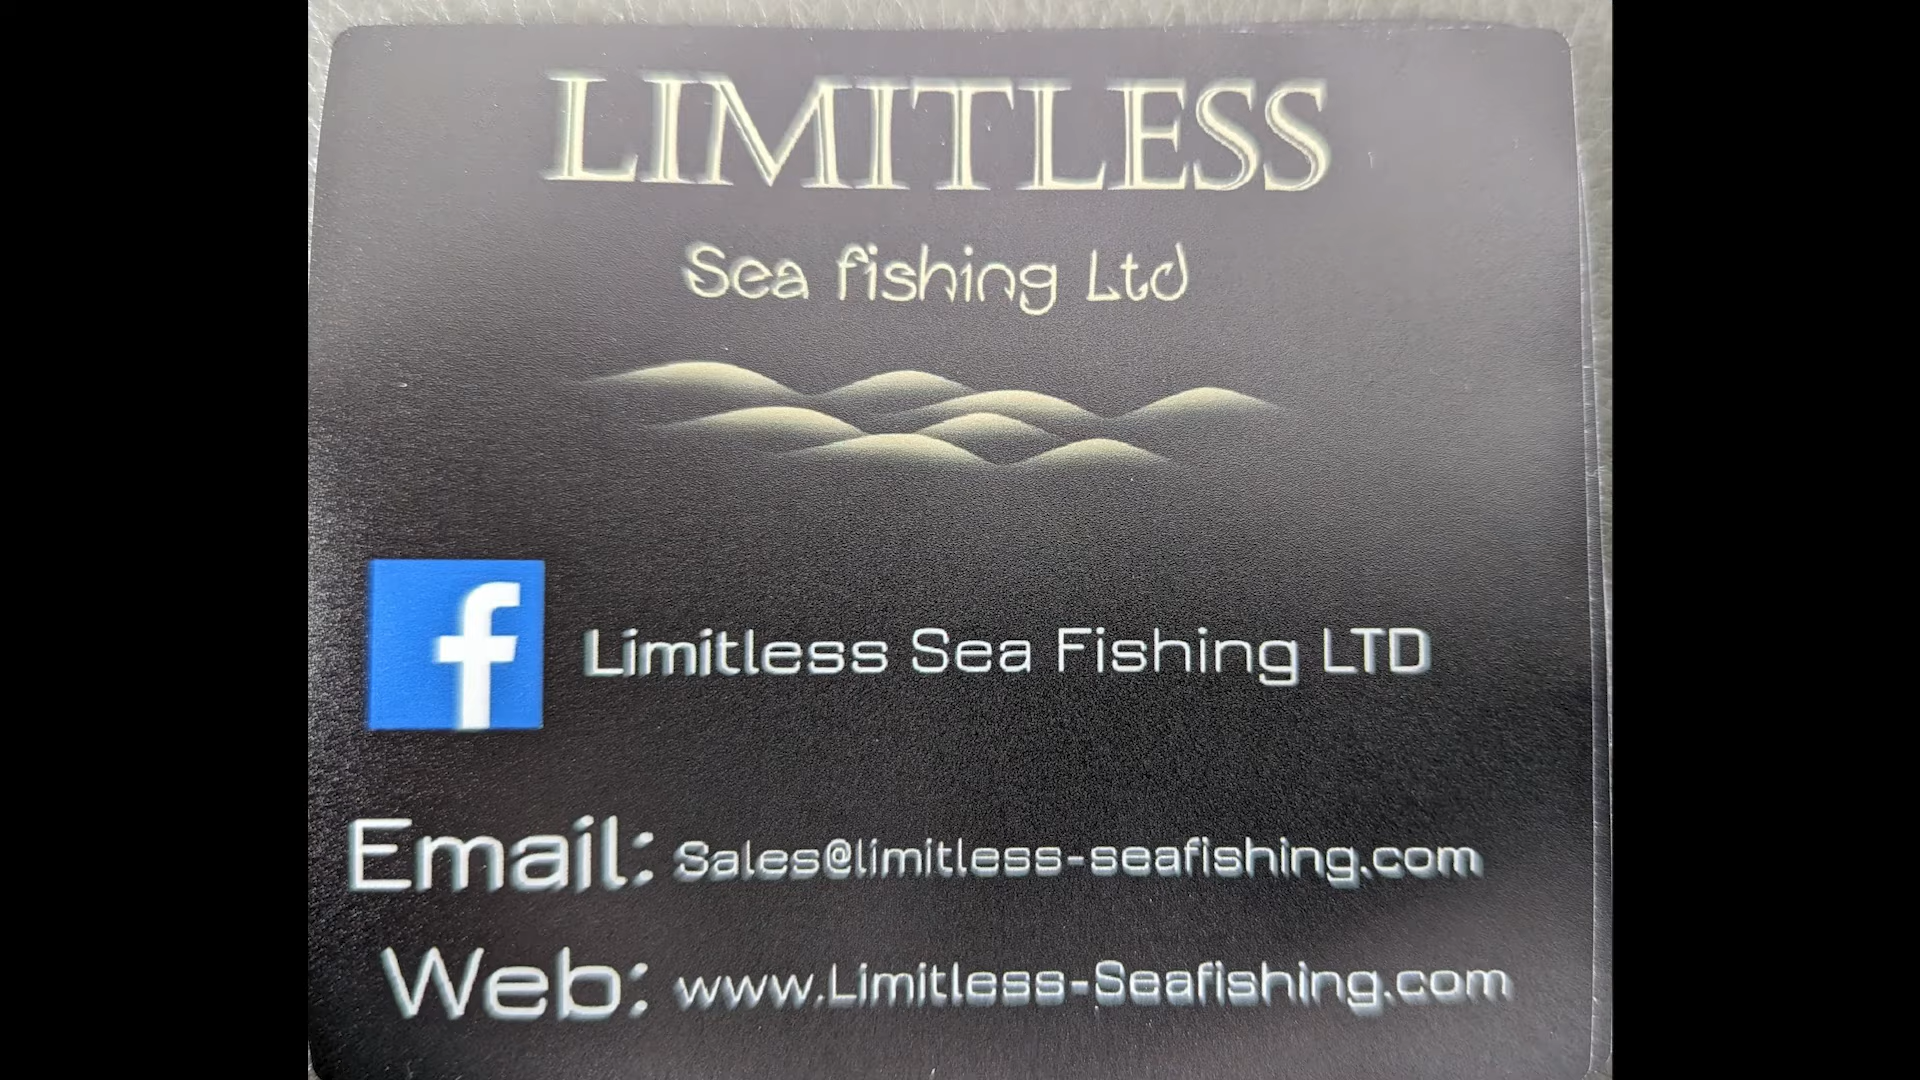 LIMITLESS
Sea fishing Ltd
f
Limitless Sea Fishing LTD
Email: Sales@limitless-seafishing.com
Web: www.Limitless-Seafishing.com